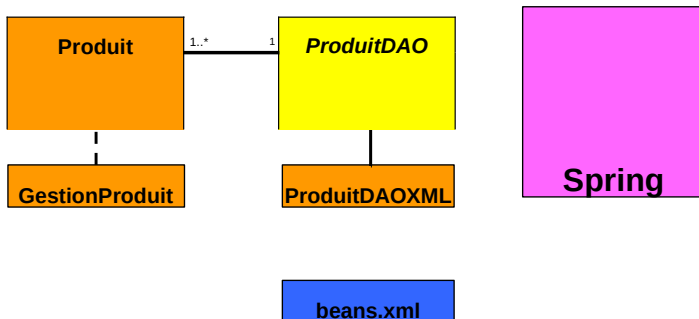 Produit
1..*
1
ProduitDAO
GestionProduit
ProduitDAOXML
Spring
beans.xml